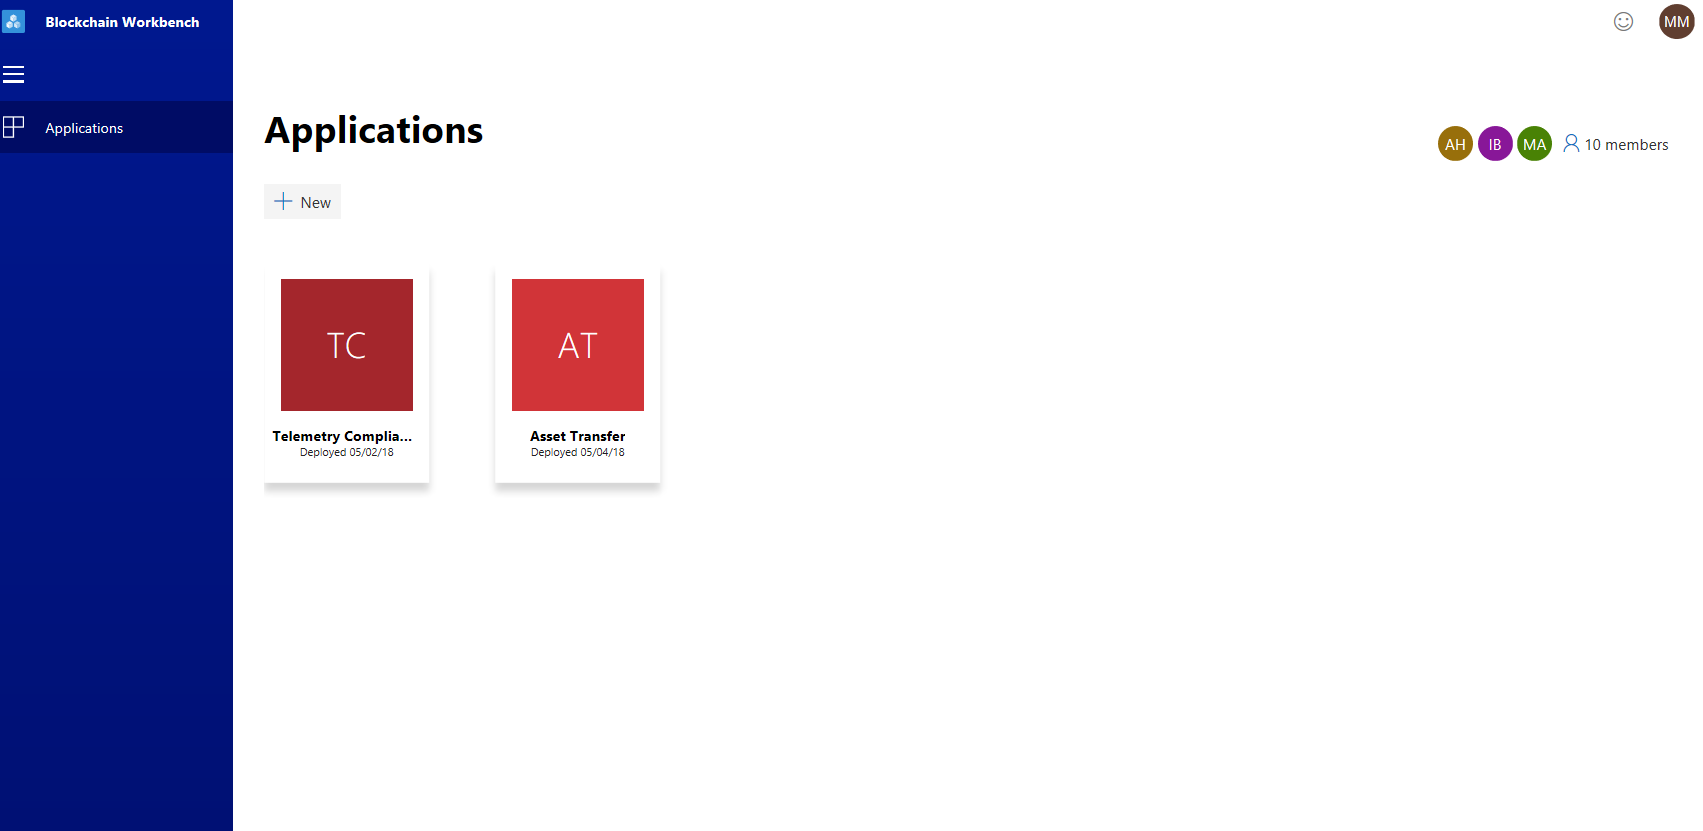 Blockchain Workbench
MM
Applications
Applications
AH IB MA 10 members
New
TC
AT
Telemetry Complia...
Deployed 05/02/18
Asset Transfer
Deployed 05/04/18